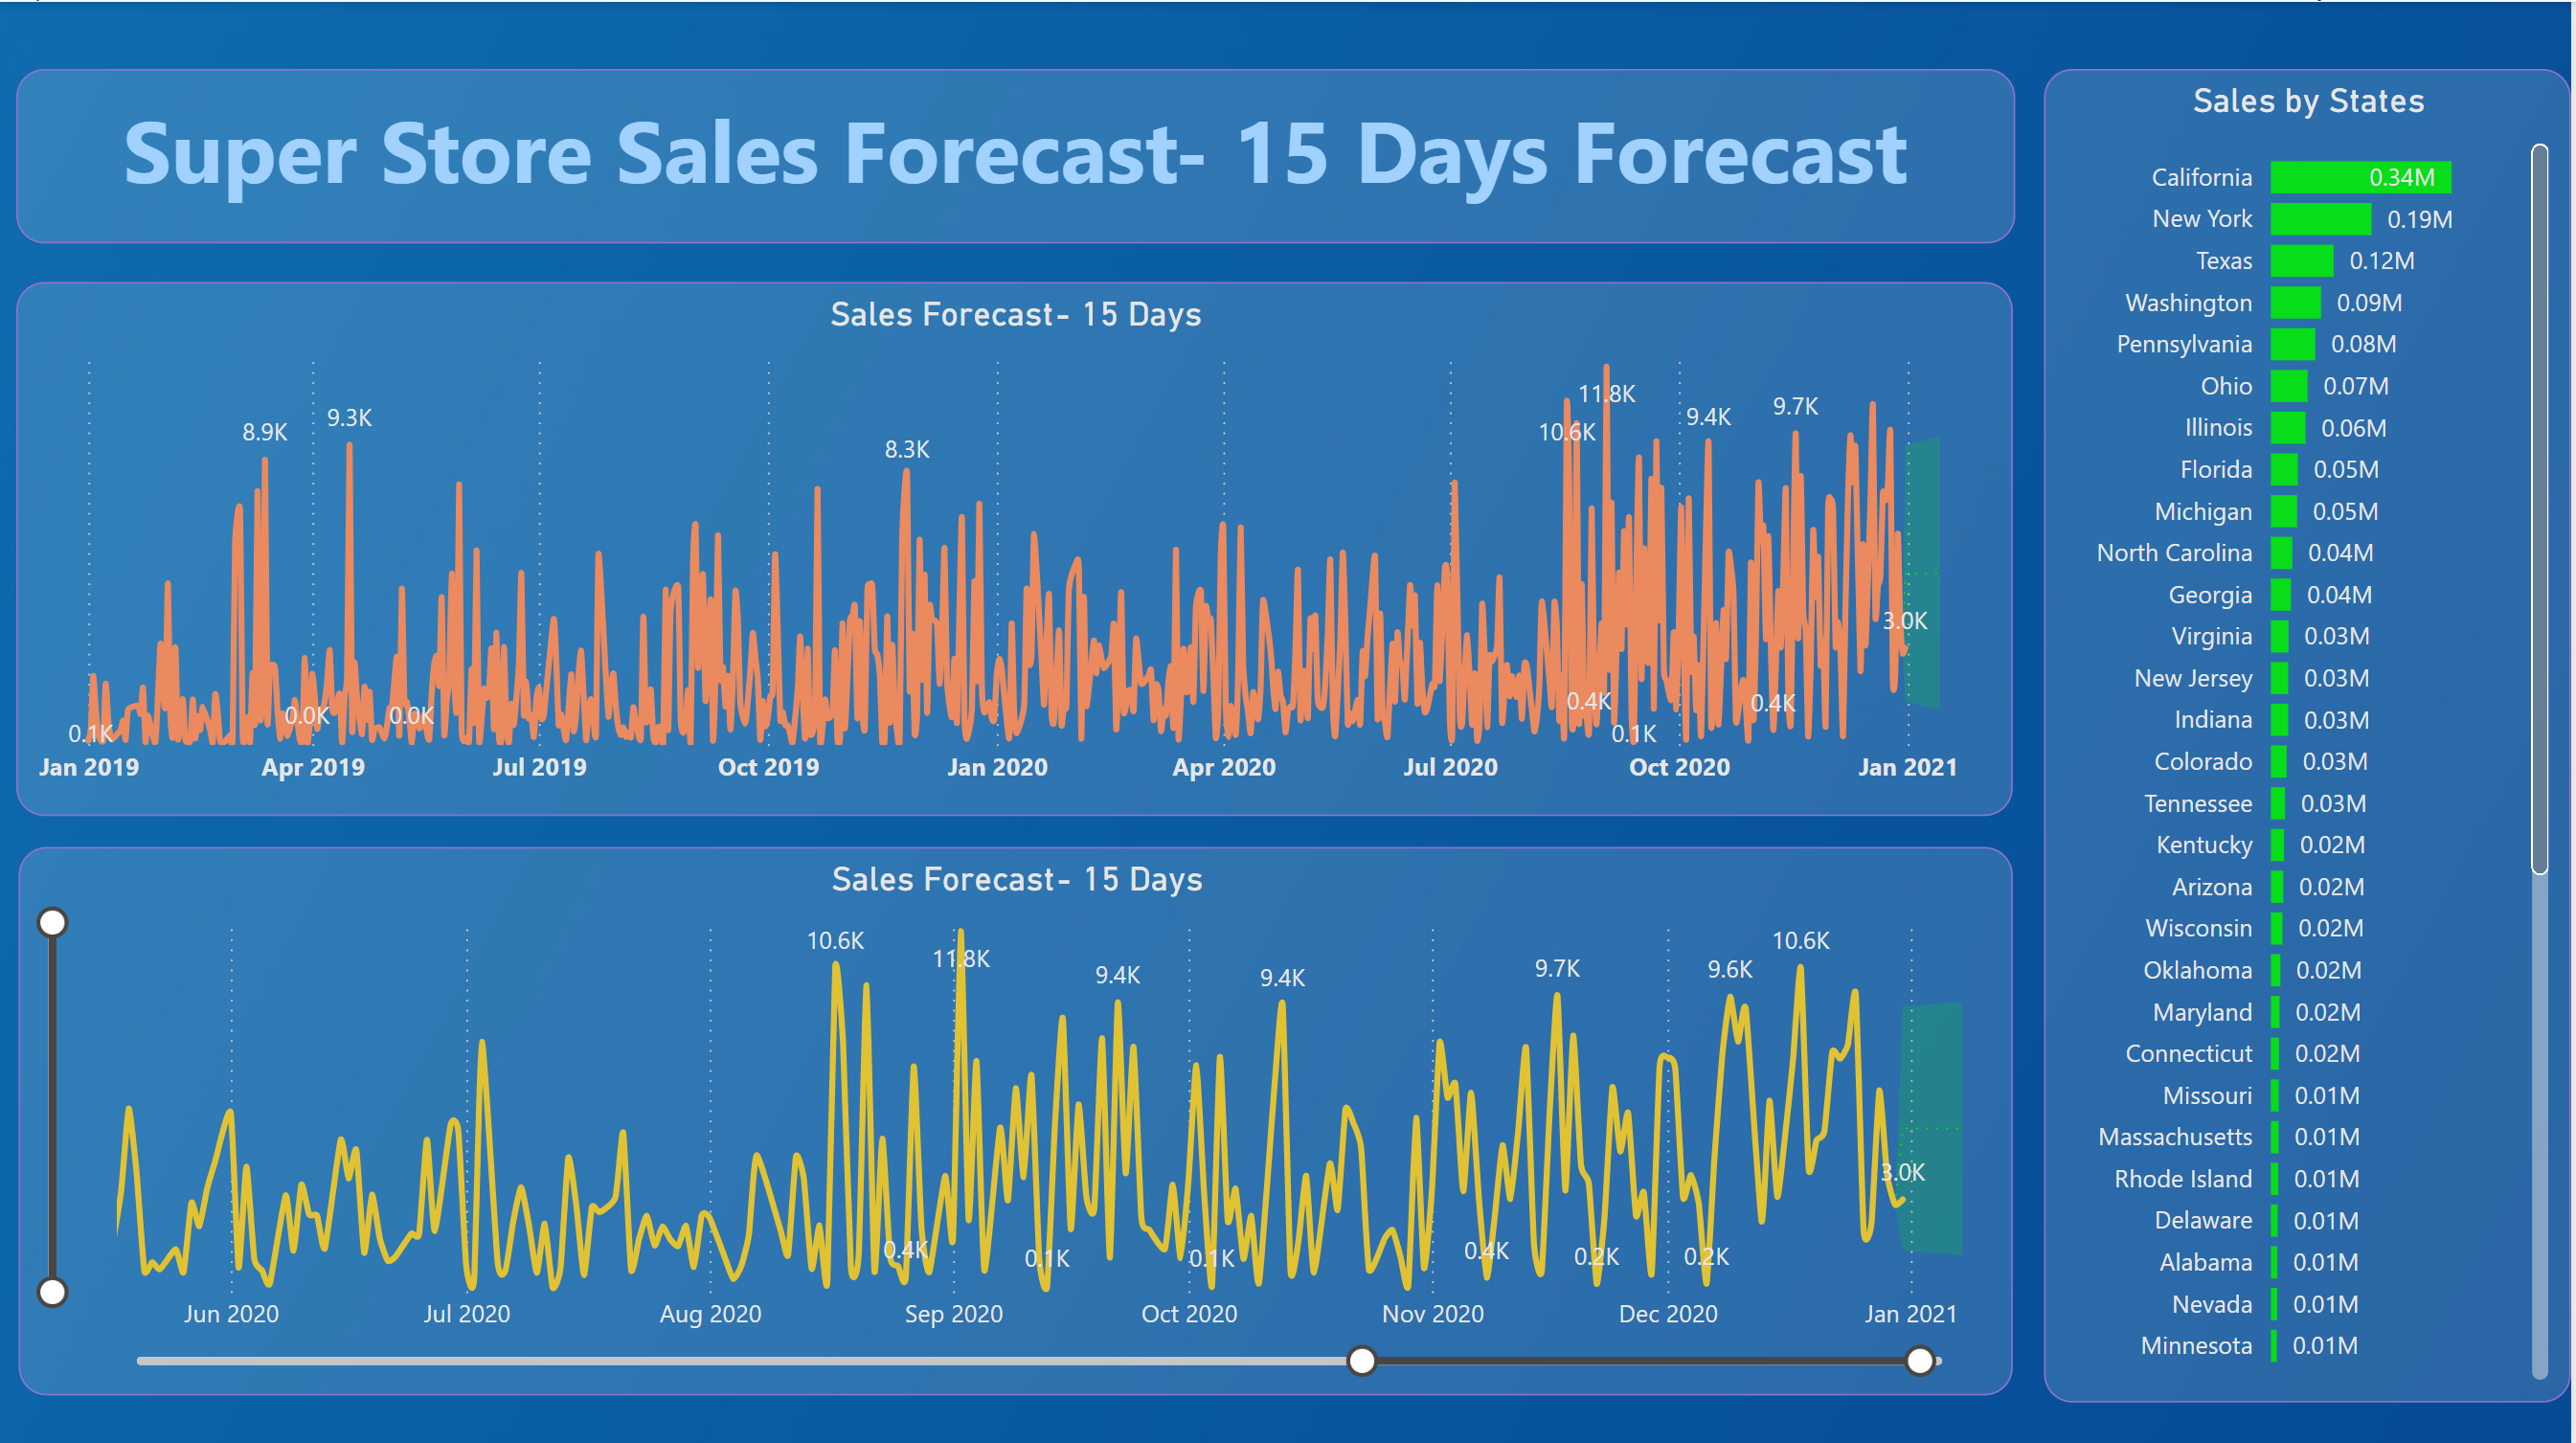 Super Store Sales Forecast- 15 Days Forecast
Sales Forecast- 15 Days
8.9K
9.3K
8.3K
10.6K
11.8K
9.4K
9.7K
3.0K
0.1K
0.0K
0.0K
0.4K
0.1K
0.4K
Jan 2019 Apr 2019 Jul 2019 Oct 2019 Jan 2020 Apr 2020 Jul 2020 Oct 2020 Jan 2021
Sales Forecast- 15 Days
10.6K
11.8K
9.4K
9.4K
9.7K
9.6K
10.6K
3.0K
0.4K
0.1K
0.1K
0.4K
0.2K
0.2K
Jun 2020 Jul 2020 Aug 2020 Sep 2020 Oct 2020 Nov 2020 Dec 2020 Jan 2021
Sales by States
California 0.34M
New York 0.19M
Texas 0.12M
Washington 0.09M
Pennsylvania 0.08M
Ohio 0.07M
Illinois 0.06M
Florida 0.05M
Michigan 0.05M
North Carolina 0.04M
Georgia 0.04M
Virginia 0.03M
New Jersey 0.03M
Indiana 0.03M
Colorado 0.03M
Tennessee 0.03M
Kentucky 0.02M
Arizona 0.02M
Wisconsin 0.02M
Oklahoma 0.02M
Maryland 0.02M
Connecticut 0.02M
Missouri 0.01M
Massachusetts 0.01M
Rhode Island 0.01M
Delaware 0.01M
Alabama 0.01M
Nevada 0.01M
Minnesota 0.01M